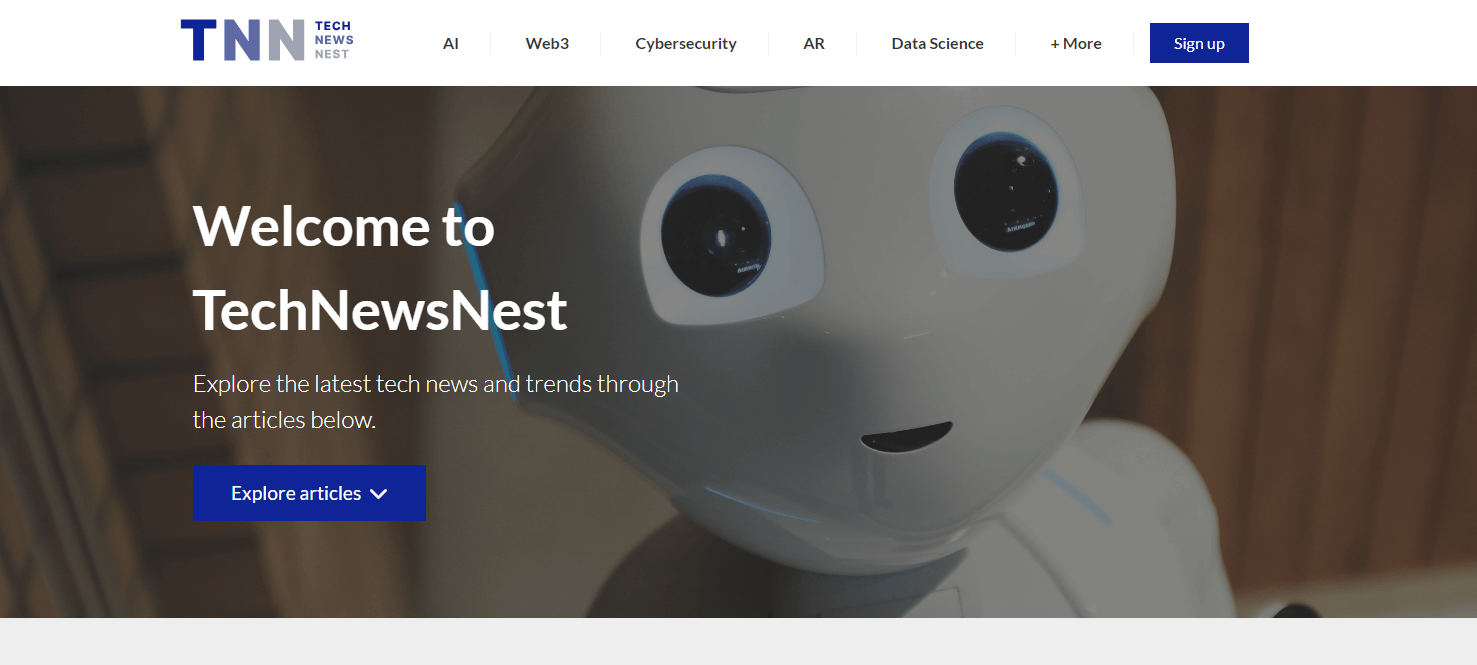 TNN
TECH
NEWS
NEST
AI
Web3
Cybersecurity
AR
Data Science
+ More
Sign up
Welcome to
TechNewsNest
Explore the latest tech news and trends through
the articles below.
Explore articles